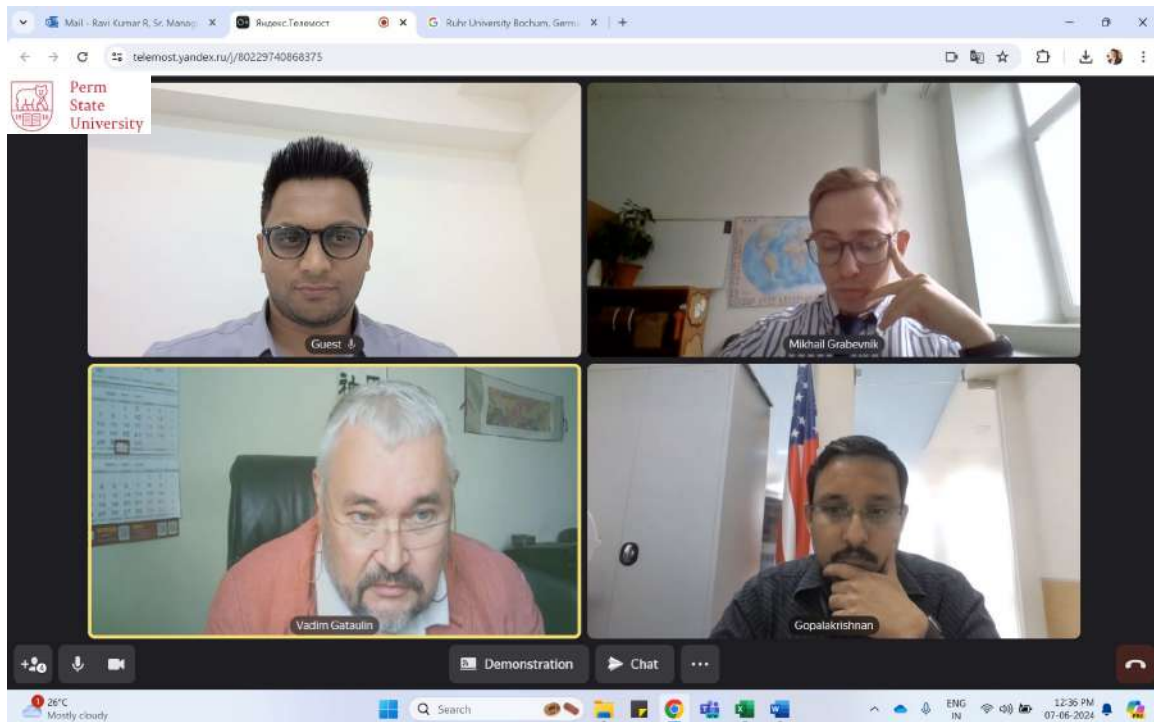 Mail - Ravi Kumar R, Sr. Manag
Яндекс.Телемост
Ruhr University Bochum, Germ
telemost.yandex.ru/j/80229740868375
Perm
State
University
Guest
Mikhail Grabevnik
Vadim Gataulin
Gopalakrishnan
4
Demonstration
Chat
1
26°C
Mostly cloudy
Search
ENG
IN
12:36 PM
07-06-2024